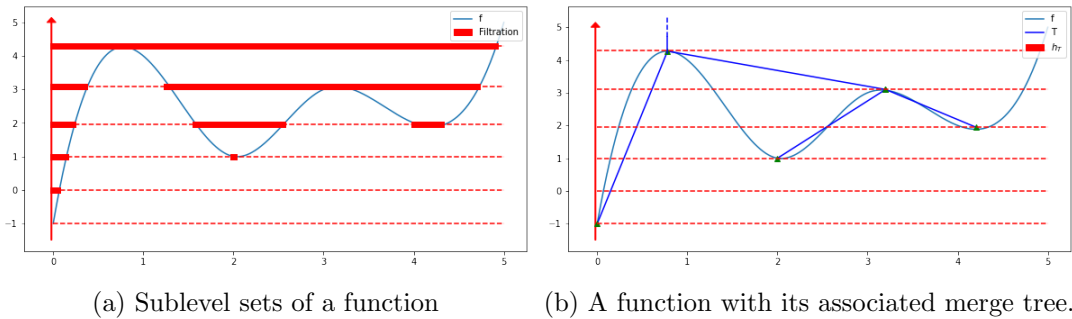 5
4
3
2
1
0
−1
0 1 2 3 4 5
f
Filtration
5
4
3
2
1
0
−1
0 1 2 3 4 5
f
T
h_T
(a) Sublevel sets of a function
(b) A function with its associated merge tree.